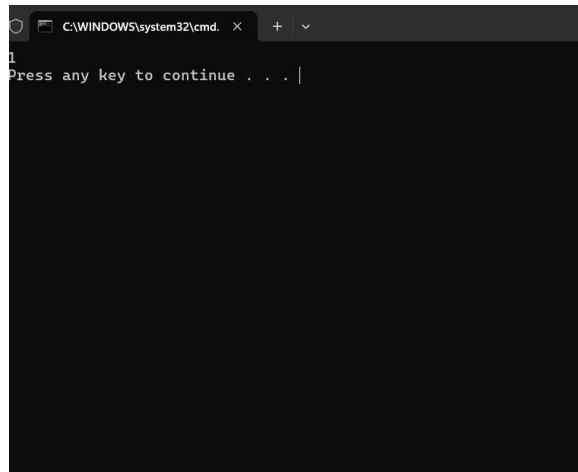 C:\WINDOWS\system32\cmd.
1
Press any key to continue . . .